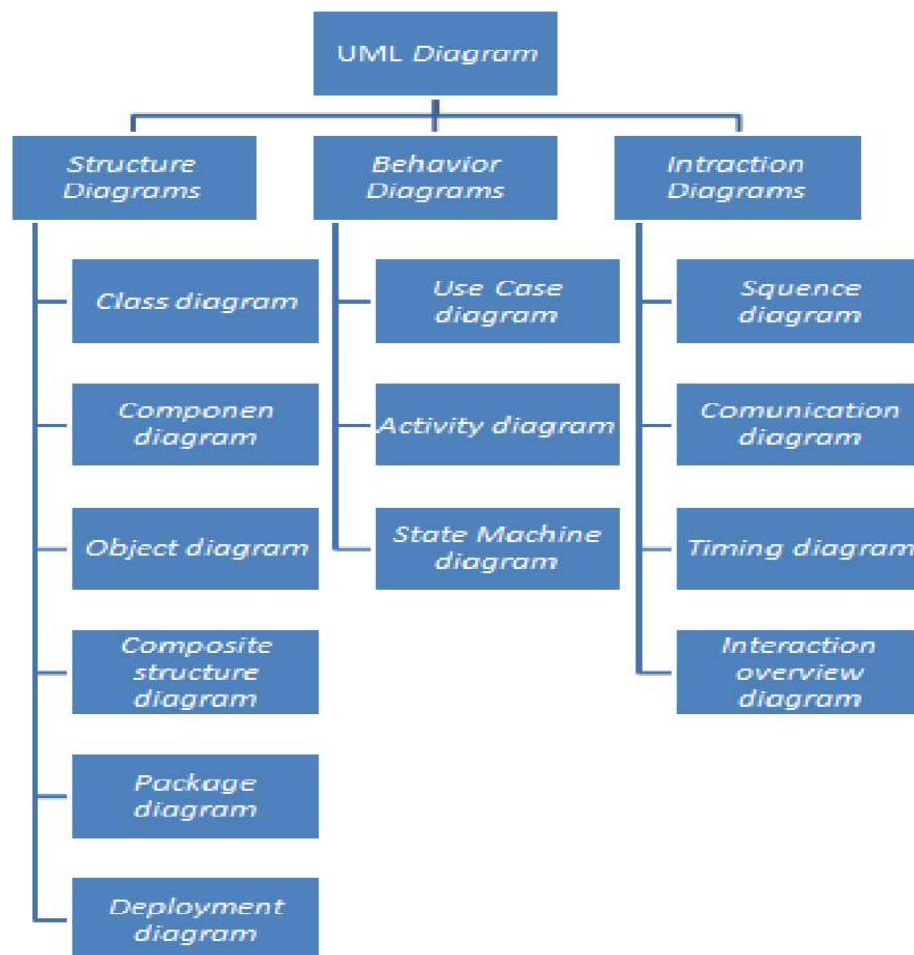 UML Diagram
Structure
Diagrams
Behavior
Diagrams
Intraction
Diagrams
Class diagram
Componen
diagram
Object diagram
Composite
structure
diagram
Package
diagram
Deployment
diagram
Use Case
diagram
Activity diagram
State Machine
diagram
Squence
diagram
Comunication
diagram
Timing diagram
Interaction
overview
diagram